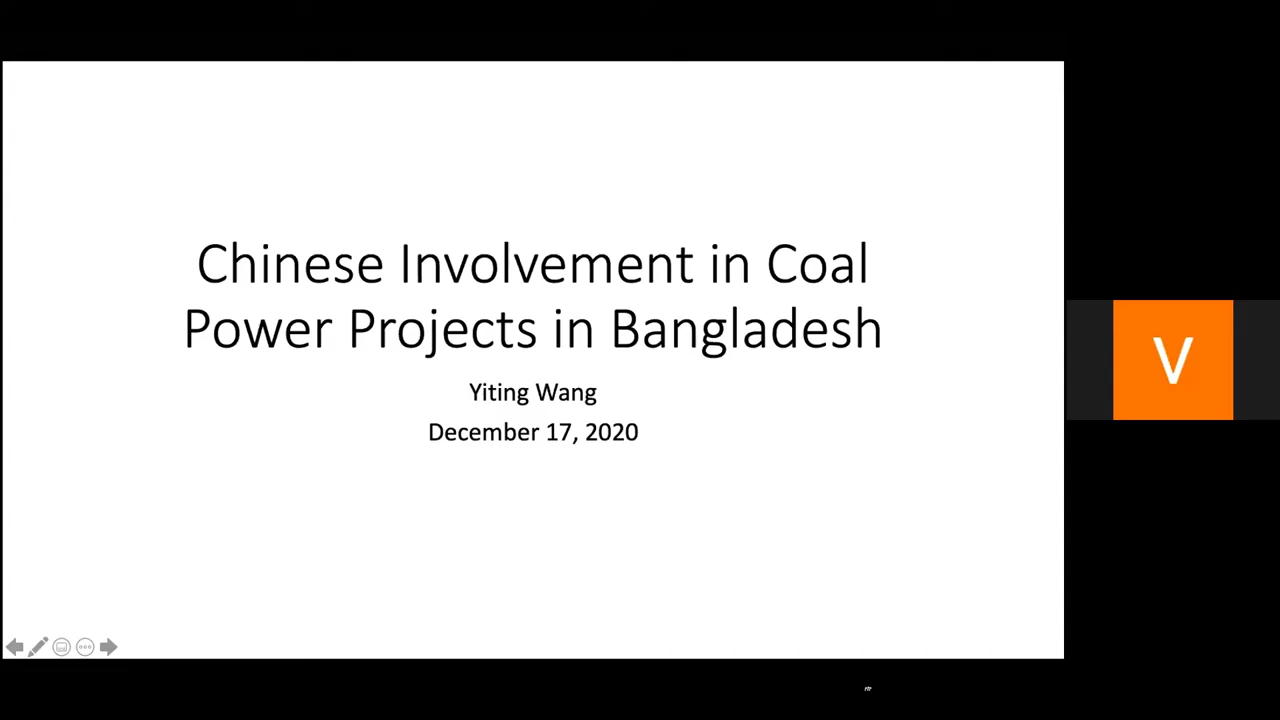 Chinese Involvement in Coal
Power Projects in Bangladesh
Yiting Wang
December 17, 2020
V